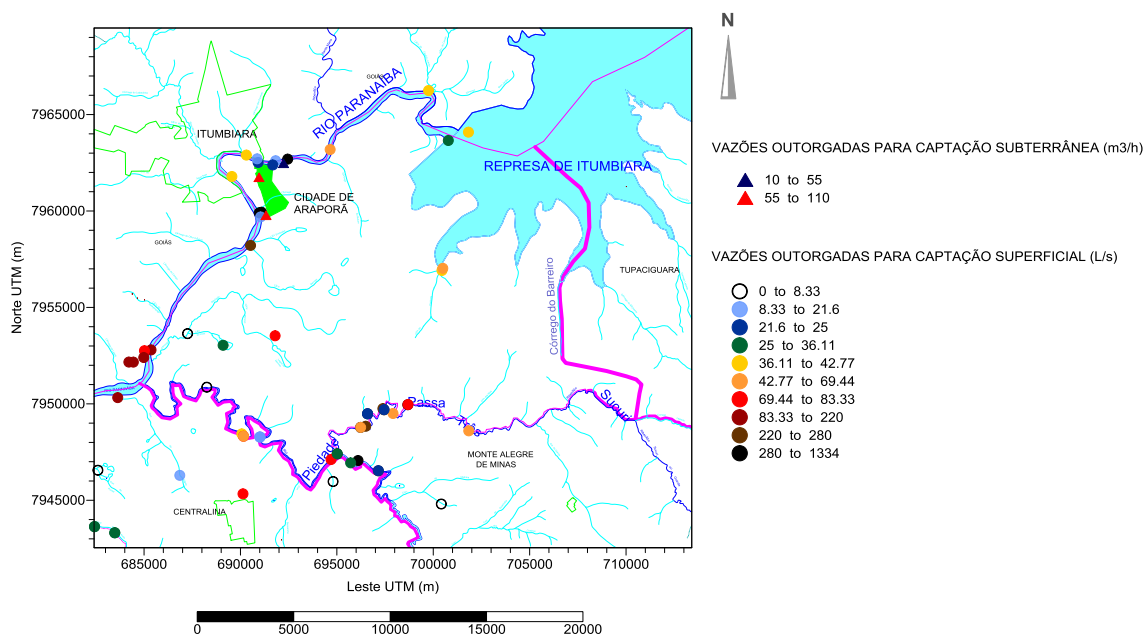 N
VAZÕES OUTORGADAS PARA CAPTAÇÃO SUBTERRÂNEA (m3/h)
10 to 55
55 to 110
VAZÕES OUTORGADAS PARA CAPTAÇÃO SUPERFICIAL (L/s)
0 to 8.33
8.33 to 21.6
21.6 to 25
25 to 36.11
36.11 to 42.77
42.77 to 69.44
69.44 to 83.33
83.33 to 220
220 to 280
280 to 1334
Norte UTM (m)
7965000
7960000
7955000
7950000
7945000
GOIÁS
RIO PARANAÍBA
ITUMBIARA
REPRESA DE ITUMBIARA
CIDADE DE
ARAPORÃ
GOIÁS
TUPACIGUARA
Córrego do Barreiro
Passa
Sucuri
Piedade
MONTE ALEGRE
DE MINAS
CENTRALINA
685000 690000 695000 700000 705000 710000
Leste UTM (m)
0 5000 10000 15000 20000